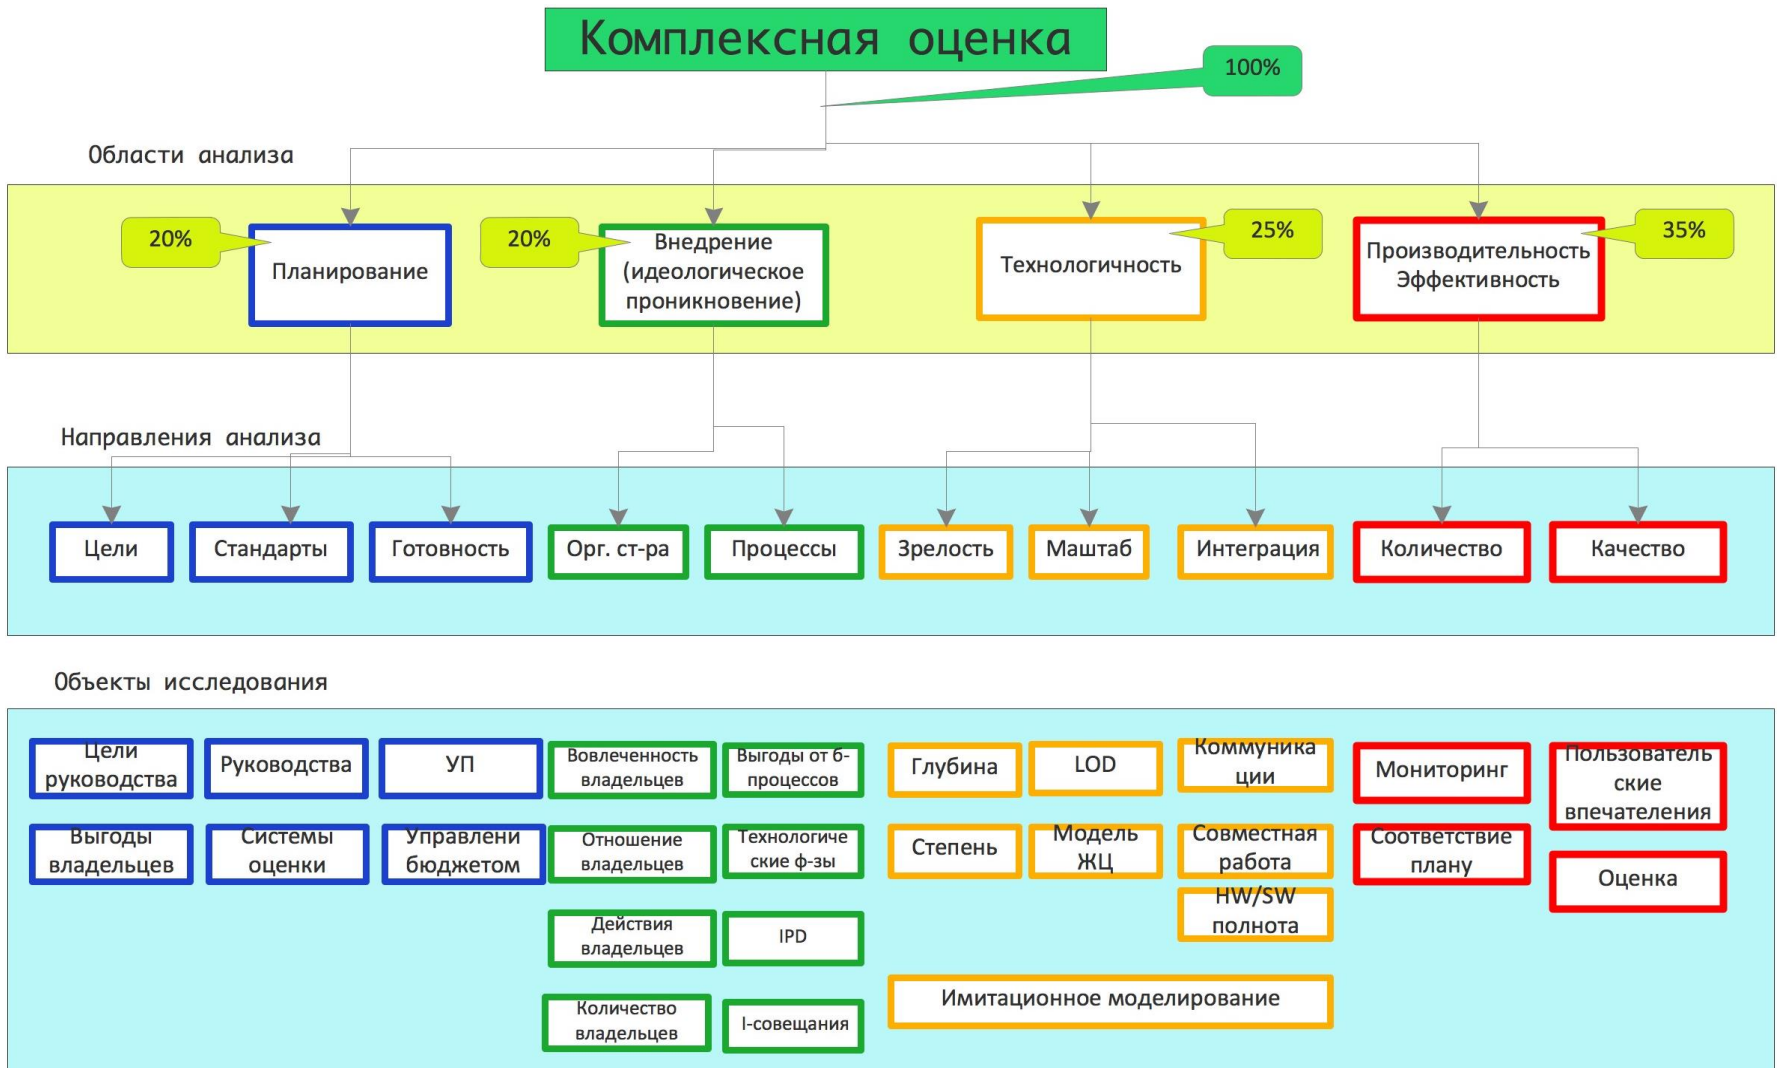 Комплексная оценка
100%
Области анализа
20%
Планирование
20%
Внедрение
(идеологическое
проникновение)
Технологичность
25%
Производительность
Эффективность
35%
Направления анализа
Цели
Стандарты
Готовность
Орг. ст-ра
Процессы
Зрелость
Маштаб
Интеграция
Количество
Качество
Объекты исследования
Цели
руководства
Руководства
УП
Вовлеченность
владельцев
Выгоды от б-
процессов
Глубина
LOD
Коммуника
ции
Мониторинг
Пользователь
ские
впечателения
Выгоды
владельцев
Системы
оценки
Управлени
бюджетом
Отношение
владельцев
Технологиче
ские ф-зы
Степень
Модель
ЖЦ
Совместная
работа
Соответствие
плану
Оценка
HW/SW
полнота
Действия
владельцев
IPD
Имитационное моделирование
Количество
владельцев
I-совещания